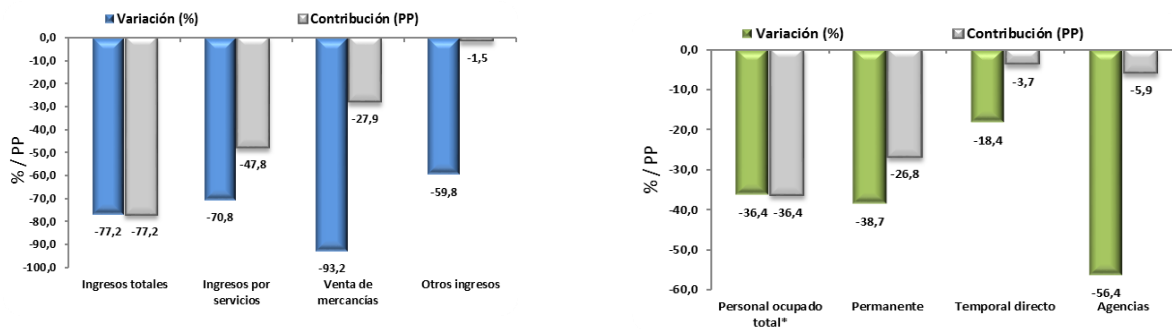 Variación (%) Contribución (PP)
0,0
-10,0
-20,0
-30,0
-40,0
-50,0
-60,0
-70,0
-80,0
-90,0
-100,0
% / PP
-77,2 -77,2
-70,8 -47,8
-93,2 -27,9
-59,8 -1,5
Ingresos totales
Ingresos por
servicios
Venta de
mercancías
Otros ingresos
Variación (%) Contribución (PP)
0,0
-10,0
-20,0
-30,0
-40,0
-50,0
-60,0
% / PP
-36,4 -36,4
-38,7 -26,8
-18,4 -3,7
-56,4 -5,9
Personal ocupado
total*
Permanente
Temporal directo
Agencias